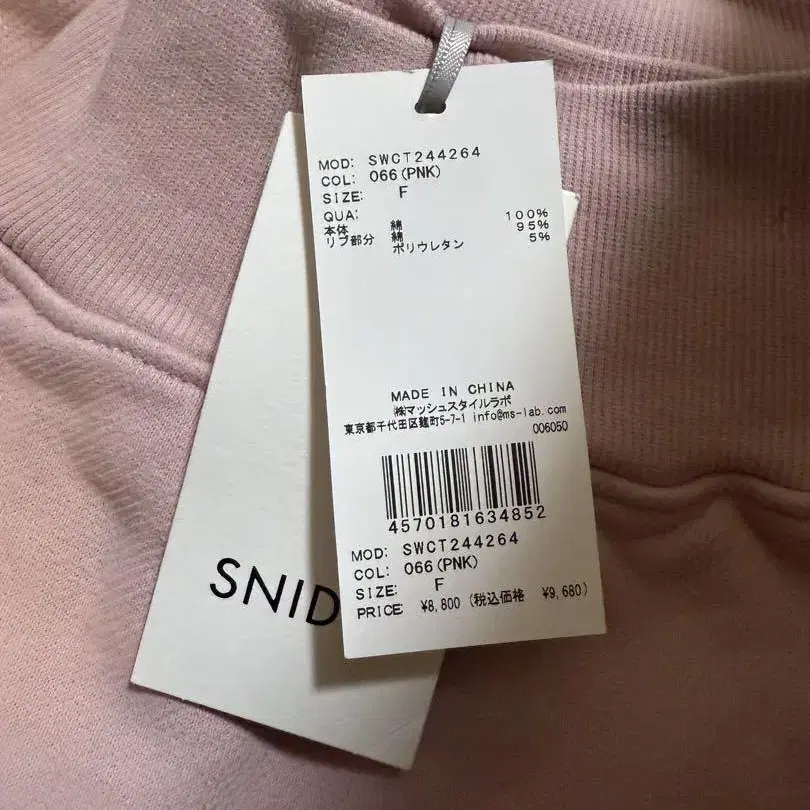 MOD: SWCT244264
COL: 066(PNK)
SIZE: F
QUA:
本体 綿 100%
リブ部分 綿 95%
ポリウレタン 5%
MADE IN CHINA
㈱マッシュスタイルラボ
東京都千代田区麹町5-7-1 info@ms-lab.com
006050
4570181634852
MOD: SWCT244264
COL: 066(PNK)
SIZE: F
PRICE: ¥8,800 (税込価格 ¥9,680)
SNID